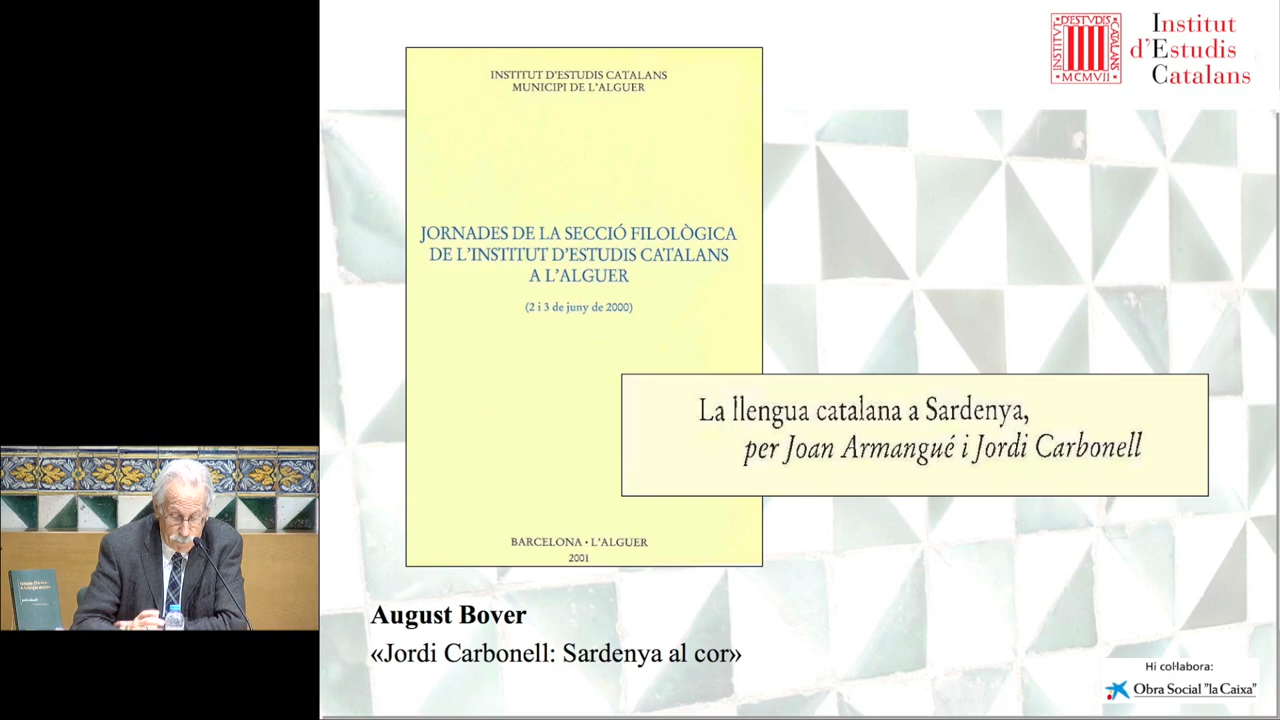 INSTITUT D'ESTUDIS CATALANS
MUNICIPI DE L'ALGUER
JORNADES DE LA SECCIÓ FILOLÒGICA
DE L'INSTITUT D'ESTUDIS CATALANS
A L'ALGUER
(2 i 3 de juny de 2000)
La llengua catalana a Sardenya,
per Joan Armangué i Jordi Carbonell
BARCELONA • L'ALGUER
2001
August Bover
«Jordi Carbonell: Sardenya al cor»
INSTITVT D'ESTVDIS CATALANS
MCMVII
Institut
d'Estudis
Catalans
Hi col·labora:
Obra Social "la Caixa"